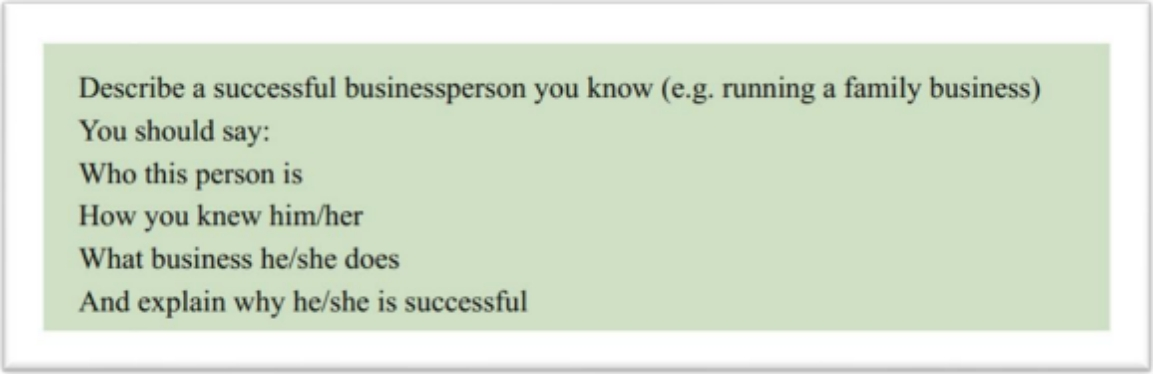 Describe a successful businessperson you know (e.g. running a family business)
You should say:
Who this person is
How you knew him/her
What business he/she does
And explain why he/she is successful